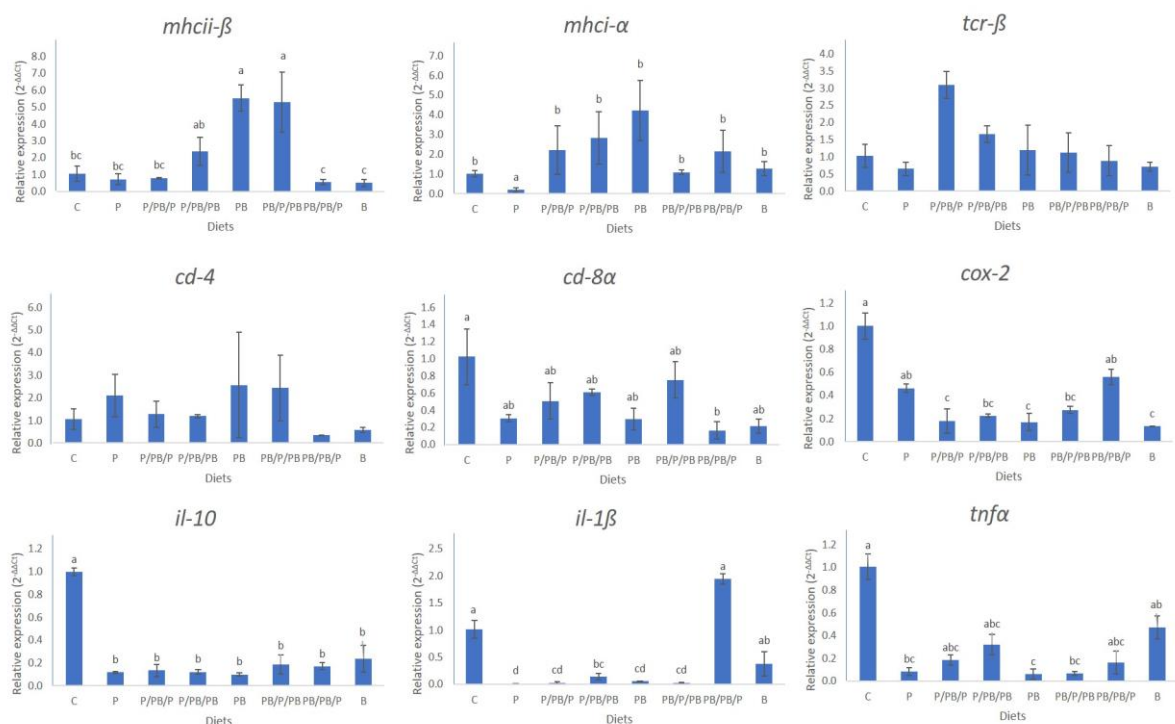 mhcii-ß
Relative expression (2-ΔΔCt)
8.0
7.0
6.0
5.0
4.0
3.0
2.0
1.0
0.0
bc bc bc ab a a c c
C P P/PB/P P/PB/PB PB PB/P/PB PB/PB/P B
Diets
mhci-α
Relative expression (2-ΔΔCt)
7.0
6.0
5.0
4.0
3.0
2.0
1.0
0.0
b a b b b b b b
C P P/PB/P P/PB/PB PB PB/P/PB PB/PB/P B
Diets
tcr-ß
Relative expression (2-ΔΔCt)
4.0
3.5
3.0
2.5
2.0
1.5
1.0
0.5
0.0
C P P/PB/P P/PB/PB PB PB/P/PB PB/PB/P B
Diets
cd-4
Relative expression (2-ΔΔCt)
6.0
5.0
4.0
3.0
2.0
1.0
0.0
C P P/PB/P P/PB/PB PB PB/P/PB PB/PB/P B
Diets
cd-8α
Relative expression (2-ΔΔCt)
1.6
1.4
1.2
1.0
0.8
0.6
0.4
0.2
0.0
a ab ab ab ab ab b ab
C P P/PB/P P/PB/PB PB PB/P/PB PB/PB/P B
Diets
cox-2
Relative expression (2-ΔΔCt)
1.2
1.0
0.8
0.6
0.4
0.2
0.0
a ab c bc c bc ab c
C P P/PB/P P/PB/PB PB PB/P/PB PB/PB/P B
Diets
il-10
Relative expression (2-ΔΔCt)
1.2
1.0
0.8
0.6
0.4
0.2
0.0
a b b b b b b b
C P P/PB/P P/PB/PB PB PB/P/PB PB/PB/P B
Diets
il-1ß
Relative expression (2-ΔΔCt)
2.5
2.0
1.5
1.0
0.5
0.0
a d cd bc cd cd a ab
C P P/PB/P P/PB/PB PB PB/P/PB PB/PB/P B
Diets
tnfα
Relative expression (2-ΔΔCt)
1.2
1.0
0.8
0.6
0.4
0.2
0.0
a bc abc abc c bc abc ab
C P P/PB/P P/PB/PB PB PB/P/PB PB/PB/P B
Diets